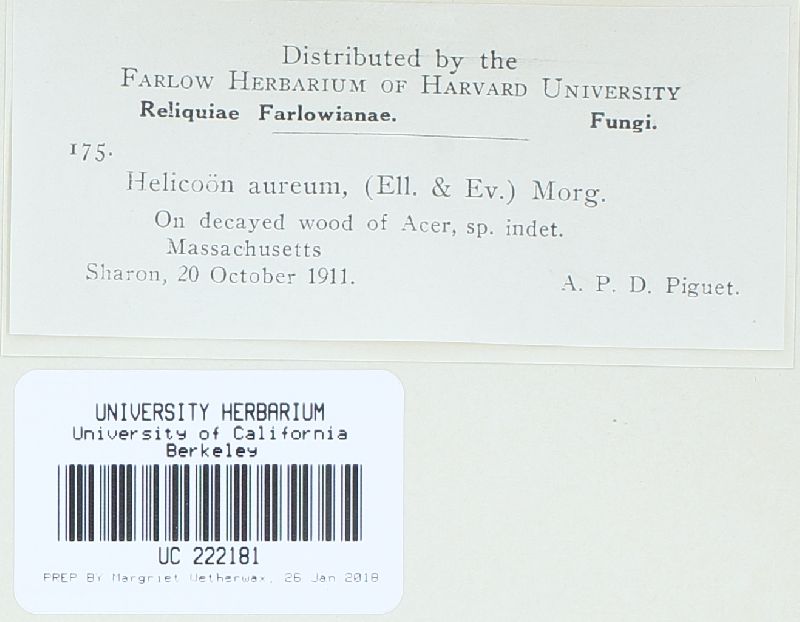 Distributed by the
FARLOW HERBARIUM OF HARVARD UNIVERSITY
Reliquiae Farlowianae. Fungi.
175.
Helicoön aureum, (Ell. & Ev.) Morg.
On decayed wood of Acer, sp. indet.
Massachusetts
Sharon, 20 October 1911.
A. P. D. Piguet.
UNIVERSITY HERBARIUM
University of California
Berkeley
UC 222181
PREP BY Margriet Wetherwax, 26 Jan 2018